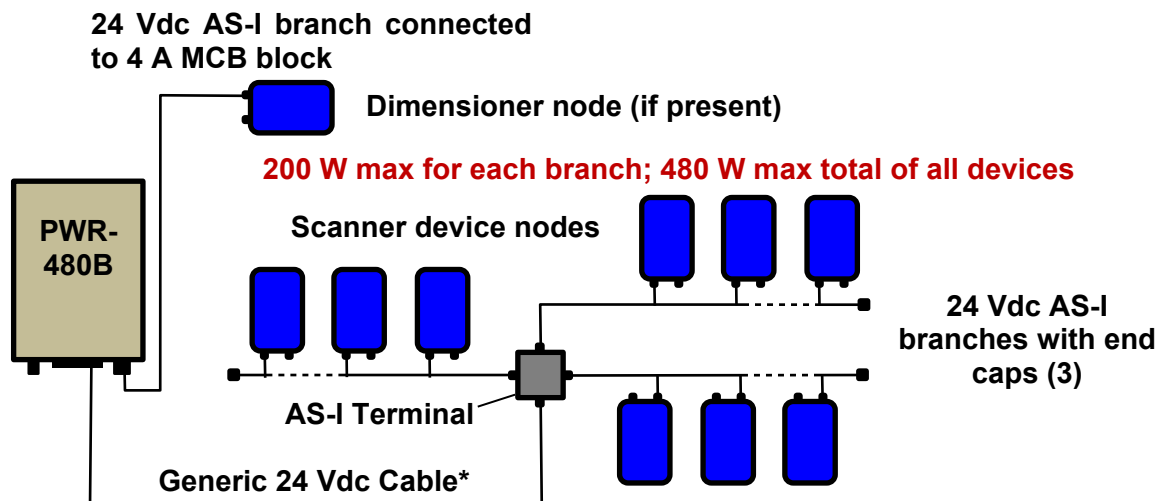 24 Vdc AS-I branch connected
to 4 A MCB block
Dimensioner node (if present)
200 W max for each branch; 480 W max total of all devices
PWR-
480B
Scanner device nodes
24 Vdc AS-I
branches with end
caps (3)
AS-I Terminal
Generic 24 Vdc Cable*